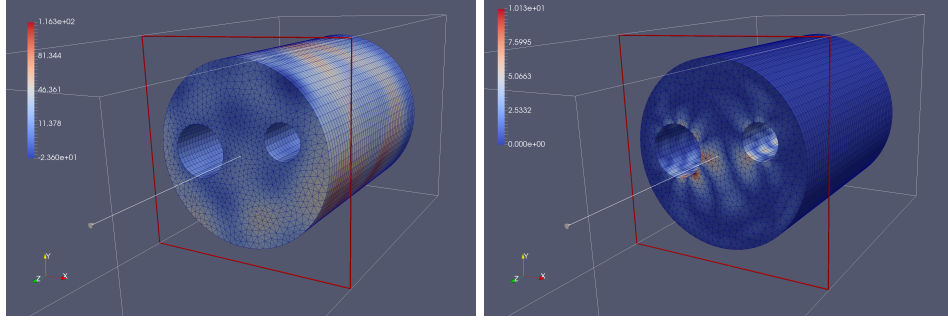 1.163e+02
81.344
46.361
11.378
-2.360e+01
Y
Z
X
1.013e+01
7.5995
5.0663
2.5332
0.000e+00
Y
Z
X